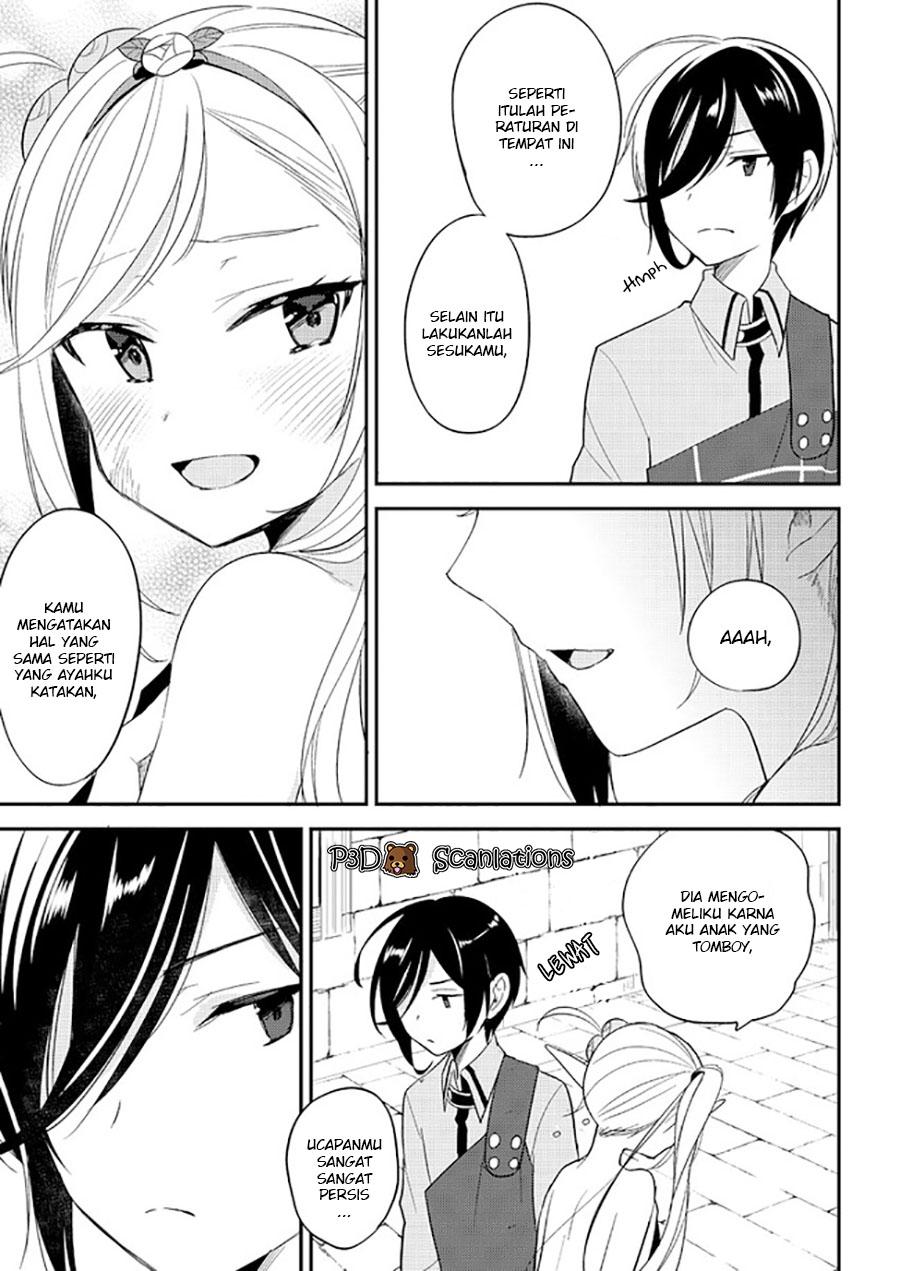 SEPERTI
ITULAH PE-
RATURAN DI
TEMPAT INI
...
Hmph
SELAIN ITU
LAKUKANLAH
SESUKAMU,
AAAH,
KAMU
MENGATAKAN
HAL YANG
SAMA SEPERTI
YANG AYAHKU
KATAKAN,
P3D Scanlations
DIA MENGO-
MELIKU KARNA
AKU ANAK YANG
TOMBOY,
LEWAT
UCAPANMU
SANGAT
SANGAT
PERSIS
...